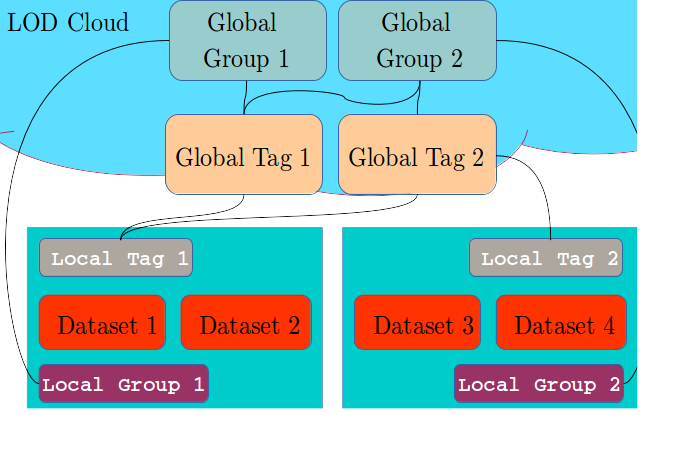 LOD Cloud
Global
Group 1
Global
Group 2
Global Tag 1
Global Tag 2
Local Tag 1
Local Tag 2
Dataset 1
Dataset 2
Dataset 3
Dataset 4
Local Group 1
Local Group 2